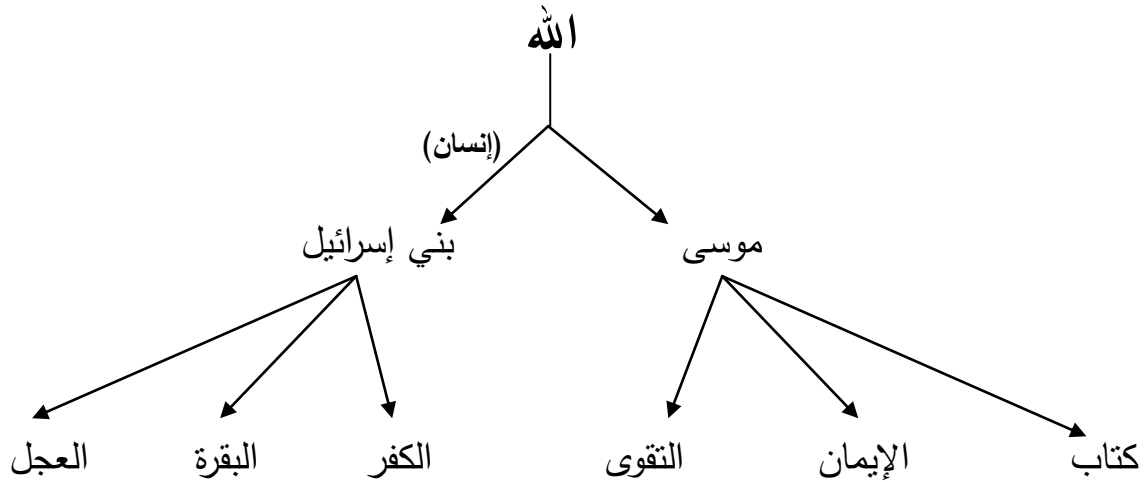 الله
(إنسان)
موسى بني إسرائيل
كتاب الإيمان التقوى الكفر البقرة العجل